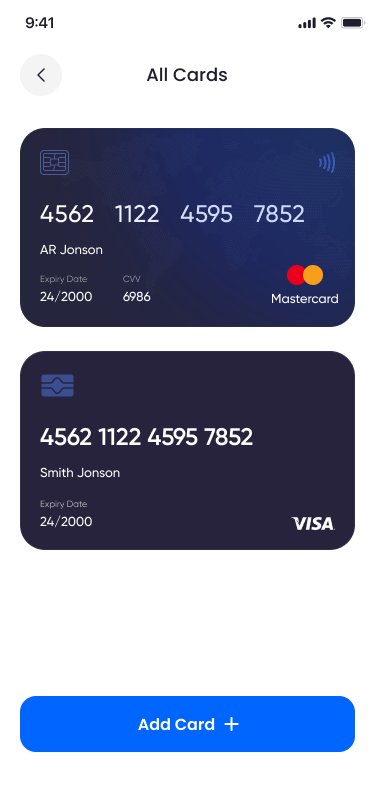 9:41
All Cards
4562 1122 4595 7852
AR Jonson
Expiry Date CVV
24/2000 6986
Mastercard
4562 1122 4595 7852
Smith Jonson
Expiry Date
24/2000
VISA
Add Card +